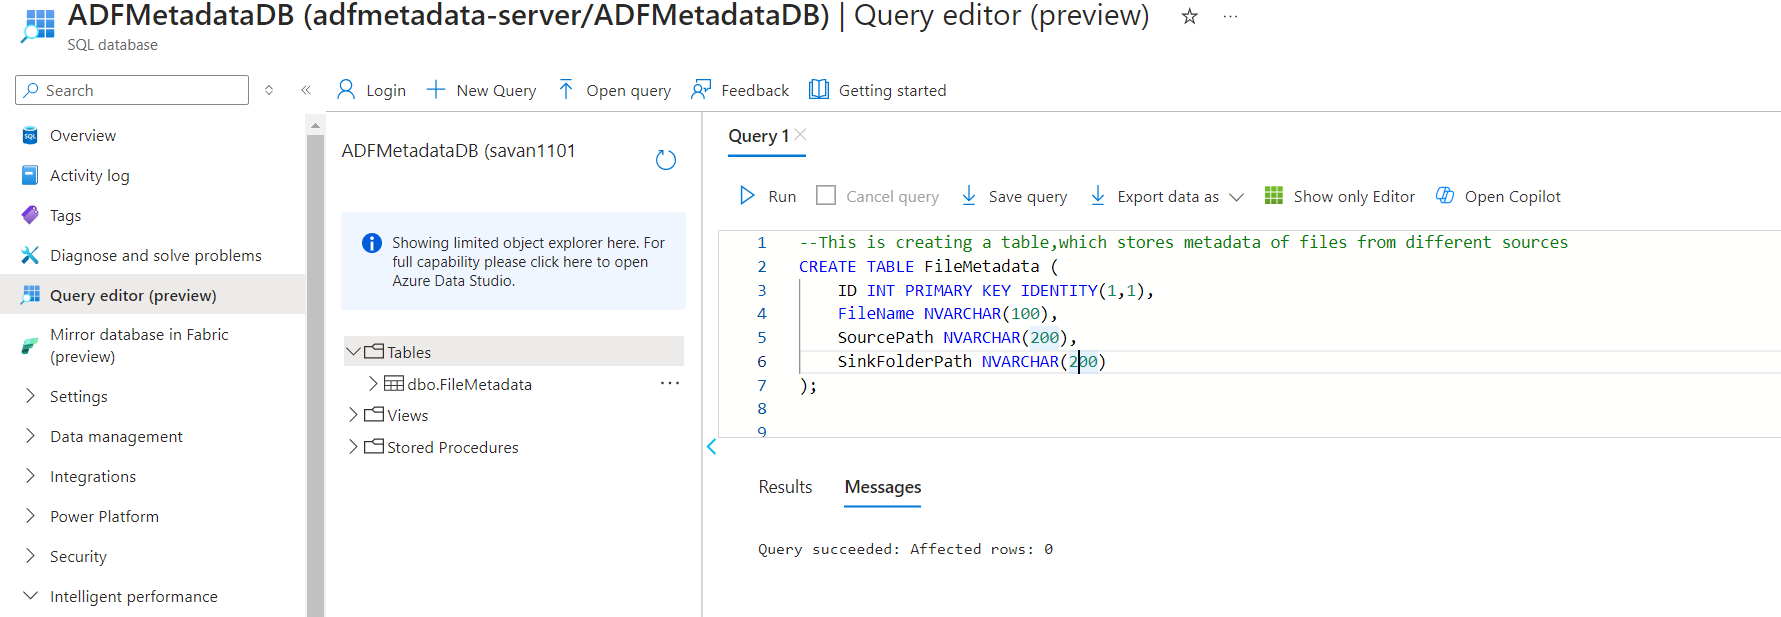 ADFMetadataDB (adfmetadata-server/ADFMetadataDB) | Query editor (preview)
SQL database
Search
Login
New Query
Open query
Feedback
Getting started
Overview
Activity log
Tags
Diagnose and solve problems
Query editor (preview)
Mirror database in Fabric
(preview)
Settings
Data management
Integrations
Power Platform
Security
Intelligent performance
ADFMetadataDB (savan1101
Showing limited object explorer here. For
full capability please click here to open
Azure Data Studio.
Tables
dbo.FileMetadata
Views
Stored Procedures
Query 1
Run
Cancel query
Save query
Export data as
Show only Editor
Open Copilot
1 --This is creating a table,which stores metadata of files from different sources
2 CREATE TABLE FileMetadata (
3 ID INT PRIMARY KEY IDENTITY(1,1),
4 FileName NVARCHAR(100),
5 SourcePath NVARCHAR(200),
6 SinkFolderPath NVARCHAR(200)
7 );
8
9
Results
Messages
Query succeeded: Affected rows: 0